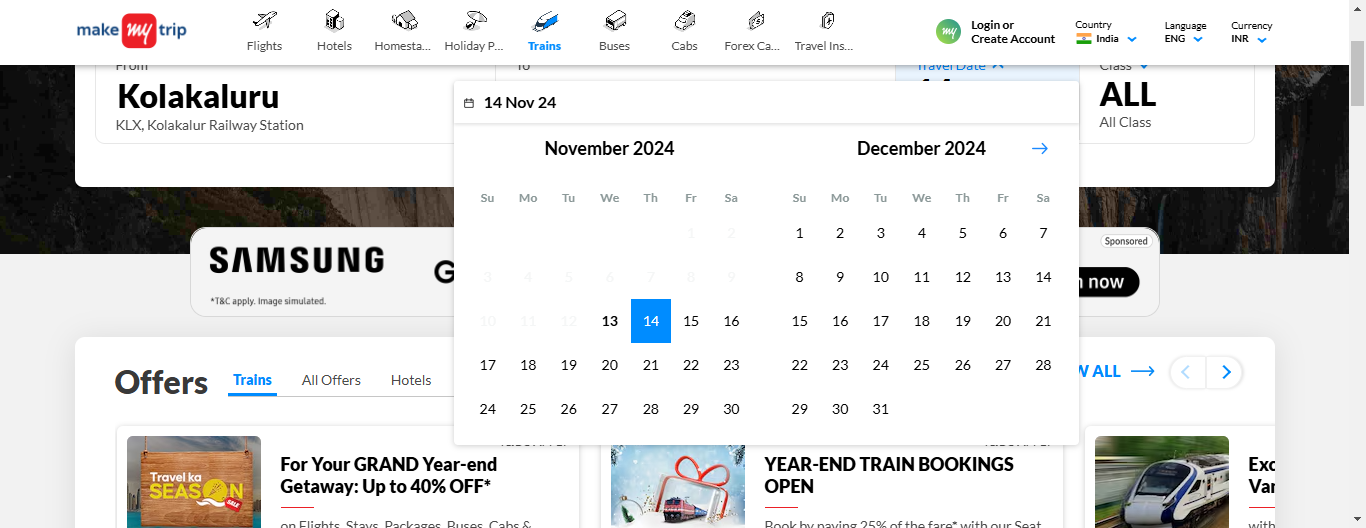 make my trip
Flights
Hotels
Homesta...
Holiday P...
Trains
Buses
Cabs
Forex Ca...
Travel Ins...
my
Login or
Create Account
Country
India
Language
ENG
Currency
INR
From
To
Travel Date
Class
Kolakaluru
KLX, Kolakalur Railway Station
ALL
All Class
14 Nov 24
November 2024
Su Mo Tu We Th Fr Sa
1 2
3 4 5 6 7 8 9
10 11 12 13 14 15 16
17 18 19 20 21 22 23
24 25 26 27 28 29 30
December 2024
Su Mo Tu We Th Fr Sa
1 2 3 4 5 6 7
8 9 10 11 12 13 14
15 16 17 18 19 20 21
22 23 24 25 26 27 28
29 30 31
SAMSUNG
G
*T&C apply. Image simulated.
Sponsored
n now
Offers
Trains
All Offers
Hotels
W ALL
Travel ka
SEASON
SALE
For Your GRAND Year-end
Getaway: Up to 40% OFF*
on Flights, Stays, Packages, Buses, Cabs &
YEAR-END TRAIN BOOKINGS
OPEN
Book by paying 25% of the fare* with our Seat
Exc
Van
with